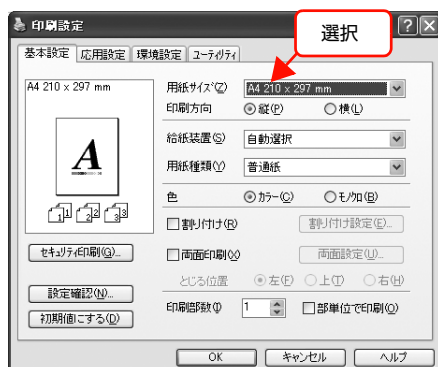 印刷設定
選択
基本設定 応用設定 環境設定 ユーティリティ
A4 210 x 297 mm
用紙サイズ(Z) A4 210 x 297 mm
印刷方向 縦(P) 横(L)
給紙装置(S) 自動選択
用紙種類(Y) 普通紙
A
色 カラー(C) モノクロ(B)
1 1 2 2 3 3
割り付け(R) 割り付け設定(E)...
セキュリティ印刷(G)... 両面印刷(X) 両面設定(U)...
とじる位置 左(F) 上(T) 右(H)
設定確認(N)...
印刷部数(I) 1 部単位で印刷(O)
初期値にする(D)
OK キャンセル ヘルプ